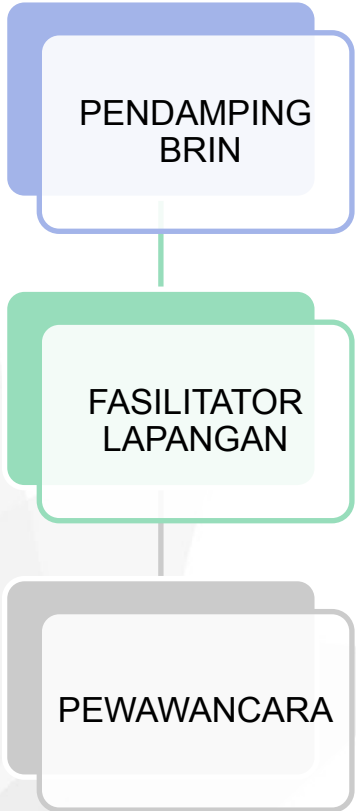 PENDAMPING
BRIN
FASILITATOR
LAPANGAN
PEWAWANCARA